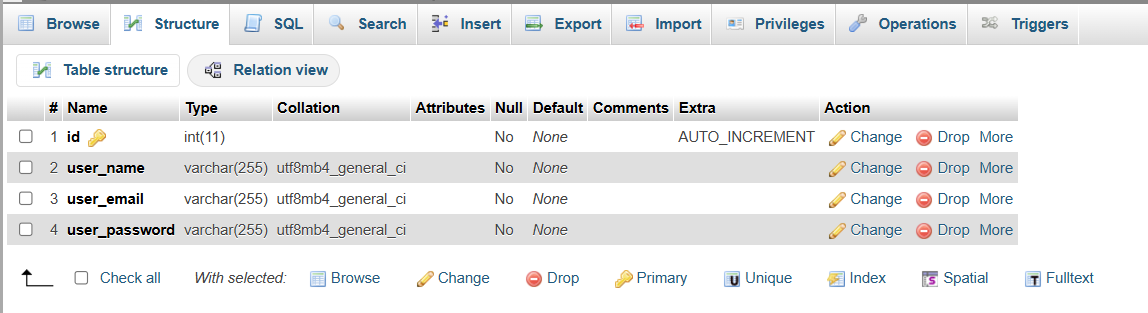 Browse Structure SQL Search Insert Export Import Privileges Operations Triggers
Table structure Relation view
# Name Type Collation Attributes Null Default Comments Extra Action
1 id int(11) No None AUTO_INCREMENT Change Drop More
2 user_name varchar(255) utf8mb4_general_ci No None Change Drop More
3 user_email varchar(255) utf8mb4_general_ci No None Change Drop More
4 user_password varchar(255) utf8mb4_general_ci No None Change Drop More
Check all With selected: Browse Change Drop Primary U Unique Index S Spatial T Fulltext